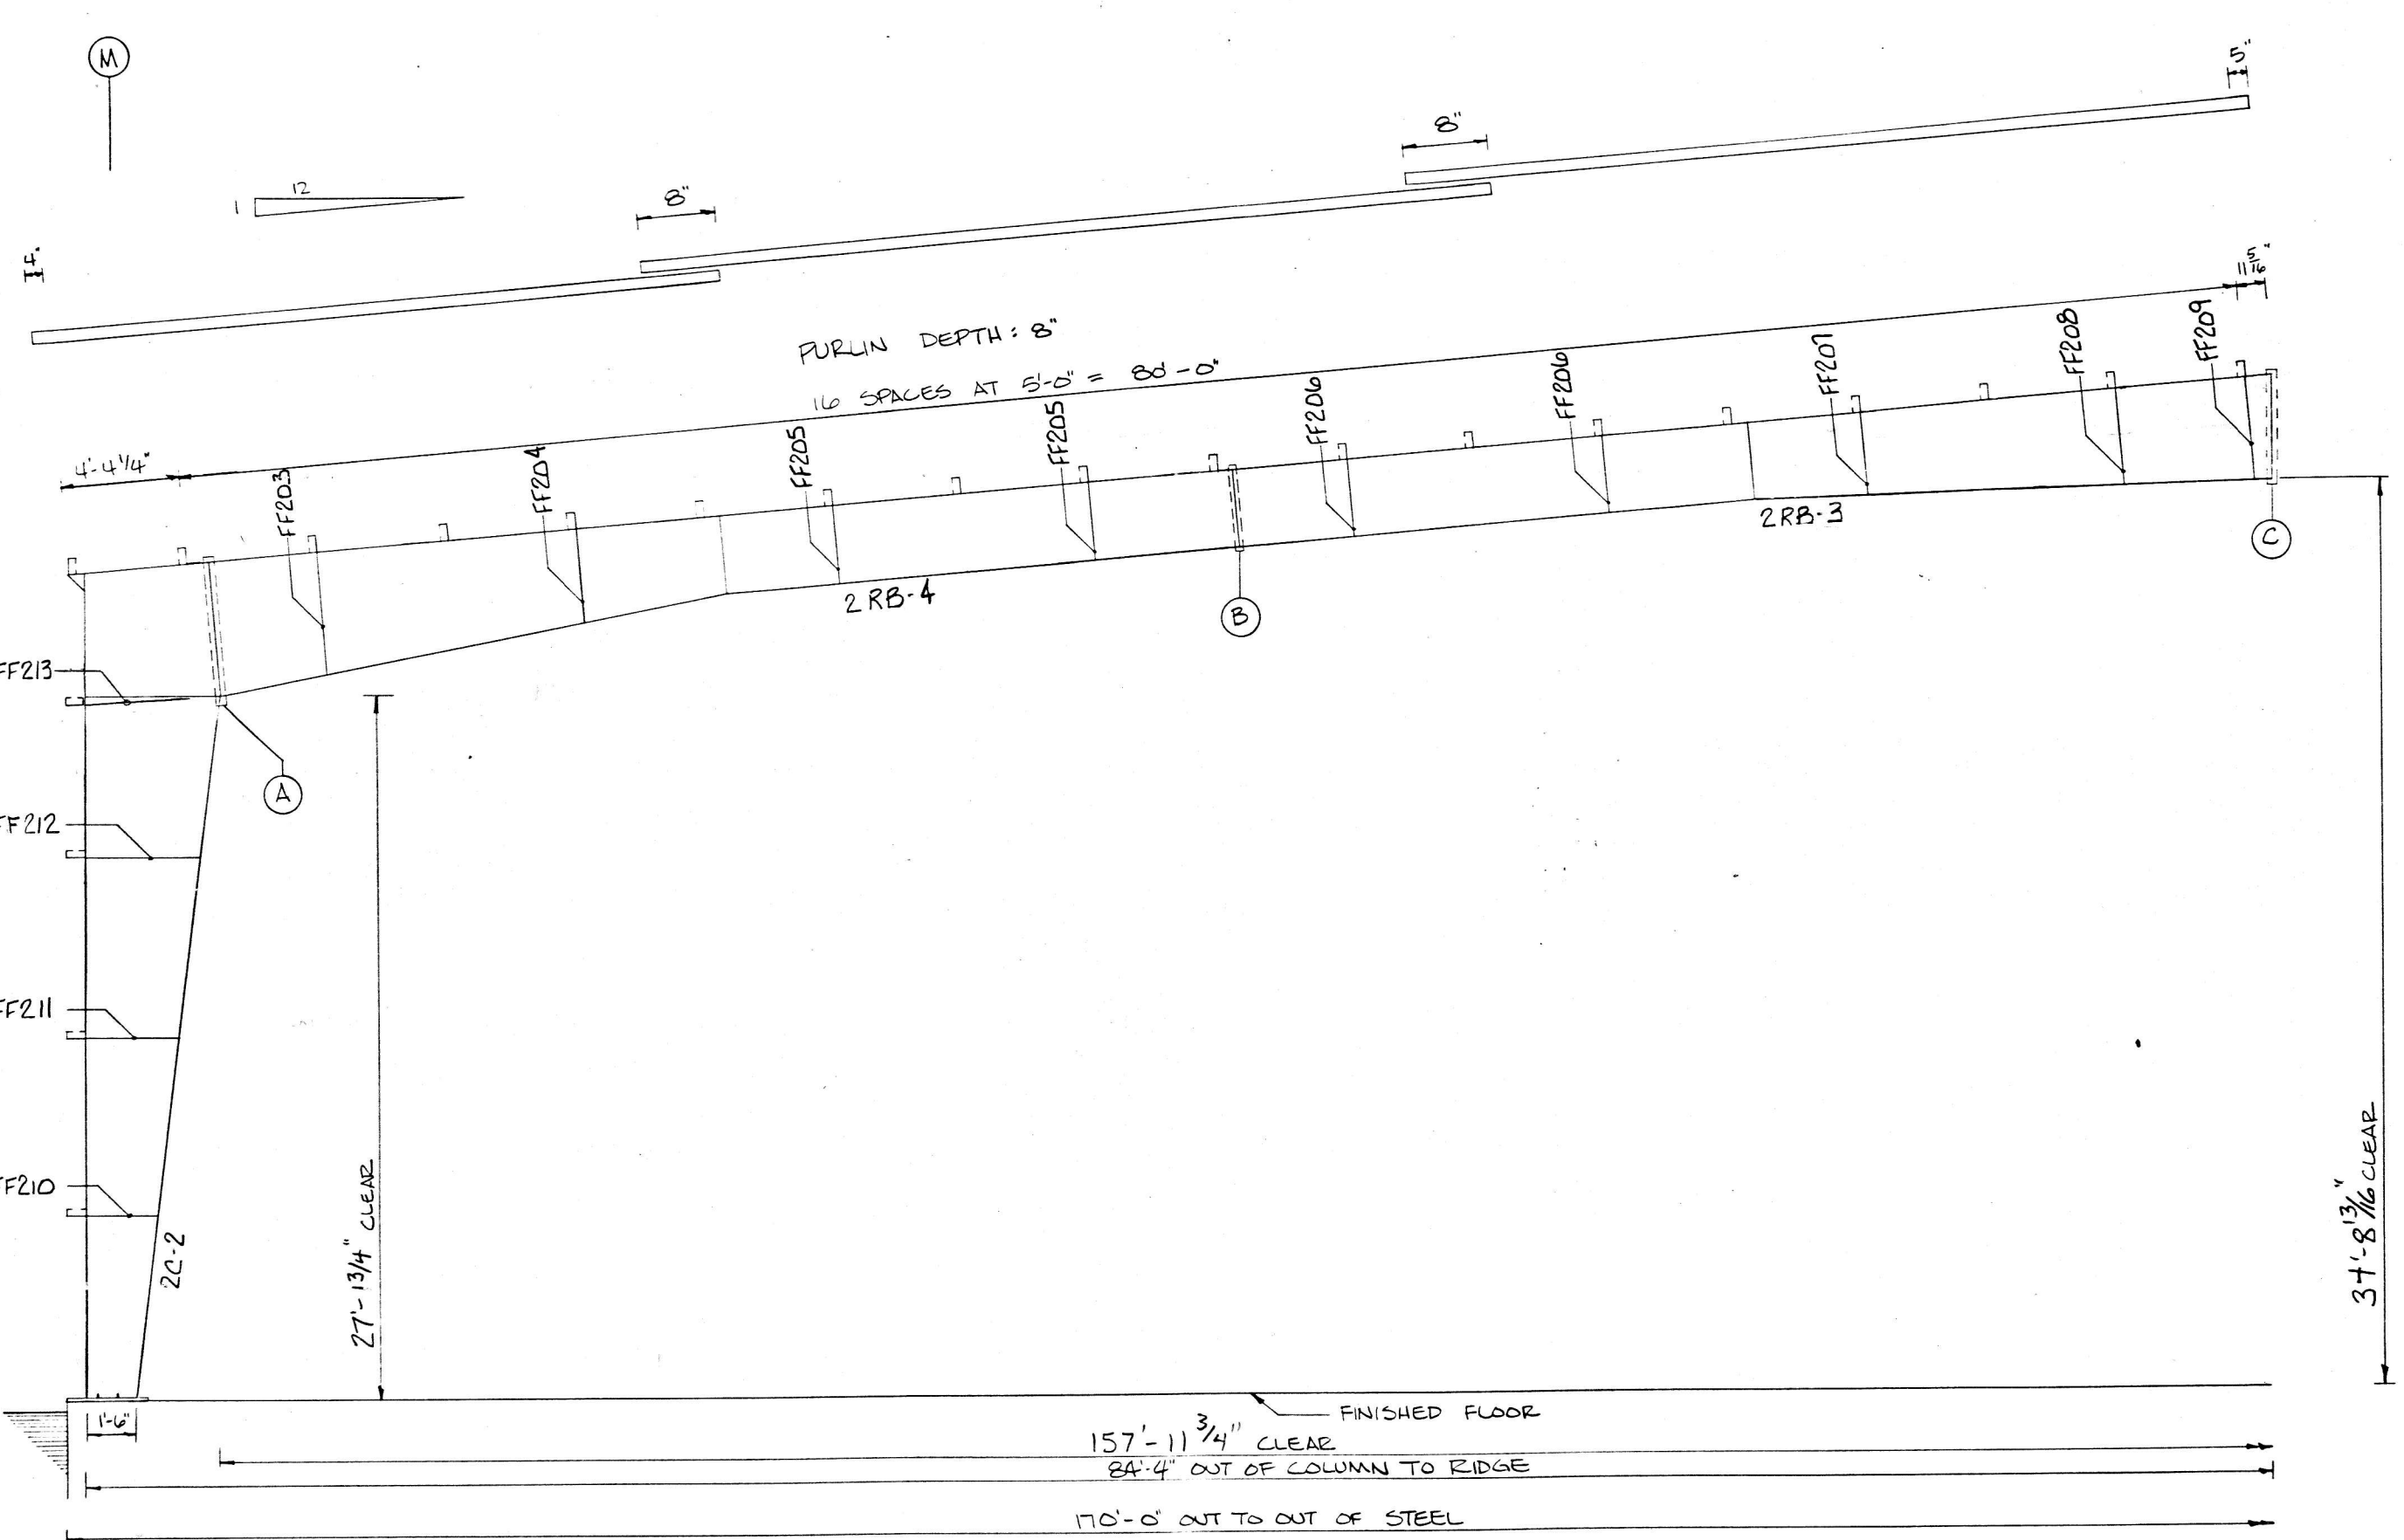 M
5"
8"
12
1
8"
4"
11 5/16"
PURLIN DEPTH: 8"
16 SPACES AT 5'-0" = 80'-0"
4'-4 1/4"
FF203
FF204
FF205
FF205
FF206
FF206
FF207
FF208
FF209
2RB-4
2RB-3
B
C
FF213
A
FF212
FF211
FF210
2C-2
27'-1 3/4" CLEAR
34'-8 13/16" CLEAR
1'-6"
FINISHED FLOOR
157'-11 3/4" CLEAR
84'-4" OUT OF COLUMN TO RIDGE
170'-0" OUT TO OUT OF STEEL